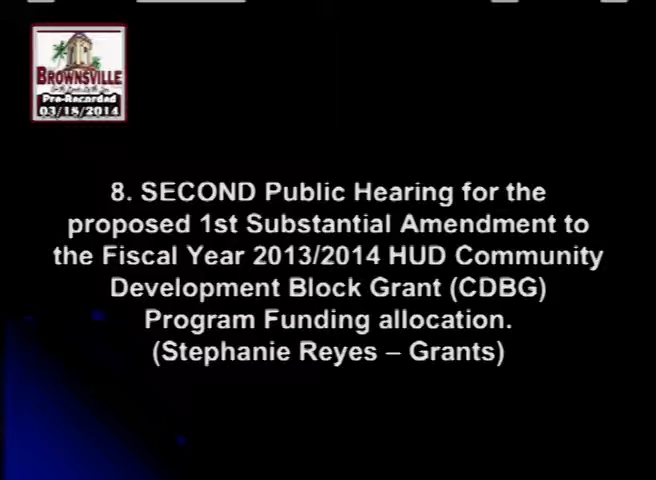 BROWNSVILLE
Pre-Recorded
03/18/2014
8. SECOND Public Hearing for the
proposed 1st Substantial Amendment to
the Fiscal Year 2013/2014 HUD Community
Development Block Grant (CDBG)
Program Funding allocation.
(Stephanie Reyes – Grants)